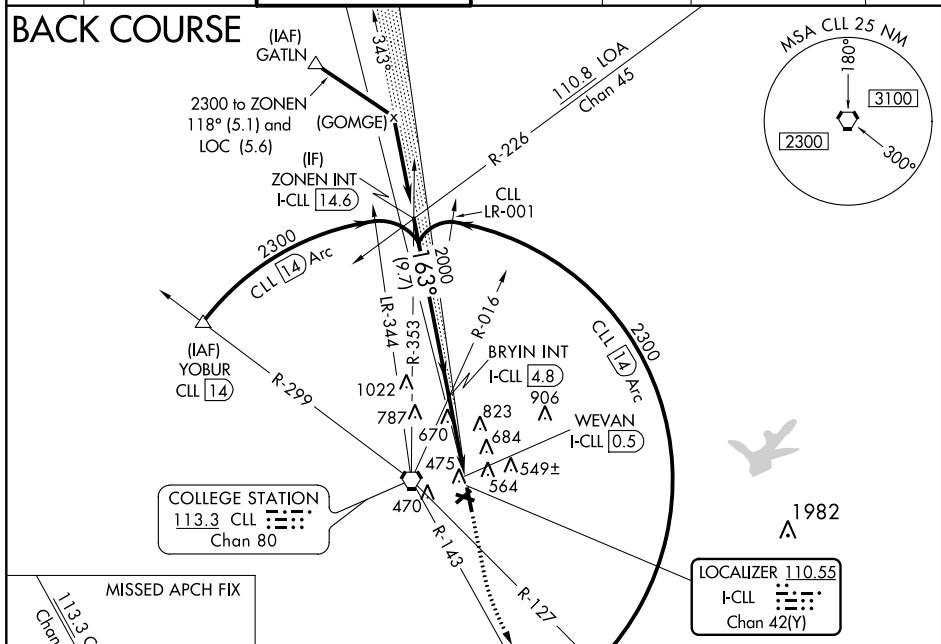 BACK COURSE
(IAF)
GATLN
343°
110.8 LOA
Chan 45
MSA CLL 25 NM
180°
3100
2300
300°
2300 to ZONEN
118° (5.1) and
LOC (5.6)
(GOMGE)
R-226
(IF)
ZONEN INT
I-CLL 14.6
CLL
LR-001
2300
CLL 14 Arc
2000
163°
(9.7)
LR-344
R-353
R-016
2300
CLL 14 Arc
(IAF)
YOBUR
CLL 14
R-299
BRYIN INT
I-CLL 4.8
1022
787
670
823
906
684
WEVAN
I-CLL 0.5
475
549±
564
470
COLLEGE STATION
113.3 CLL
Chan 80
R-143
R-127
1982
LOCALIZER 110.55
I-CLL
Chan 42(Y)
MISSED APCH FIX
113.3 C
Chan